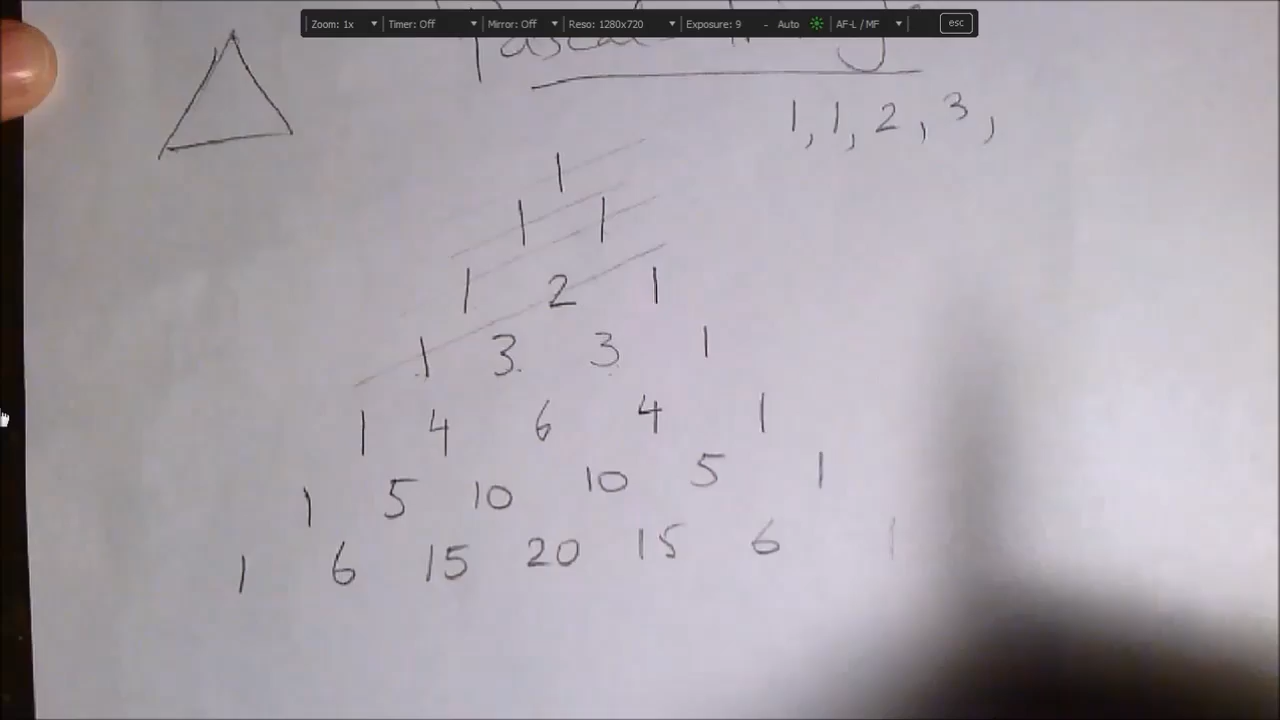 Zoom: 1x Timer: Off Mirror: Off Reso: 1280x720 Exposure: 9 - Auto AF-L / MF esc
Pascal
1, 1, 2, 3,
1
1 1
1 2 1
1 3 3 1
1 4 6 4 1
1 5 10 10 5 1
1 6 15 20 15 6 1